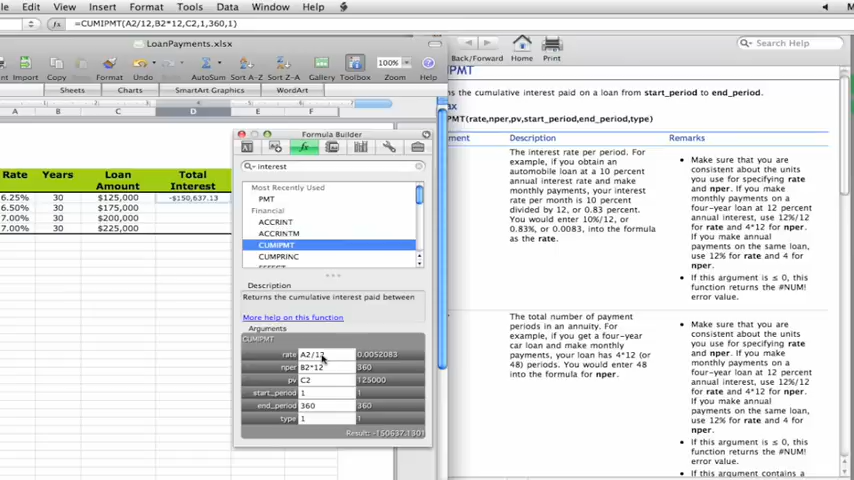 Format Tools Data Window Help
fx =CUMIPMT(A2/12,B2*12,C2,1,360,1)
LoanPayments.xlsx
Import Copy Format Undo AutoSum Sort A-Z Sort Z-A Gallery Toolbox Zoom Help
100%
Sheets Charts SmartArt Graphics WordArt
A B C D E F
Rate Years Loan Amount Total Interest
6.25% 30 $125,000 -$150,637.13
6.50% 30 $175,000
7.00% 30 $200,000
7.00% 30 $225,000
Formula Builder
fx
interest
Most Recently Used
PMT
Financial
ACCRINT
ACCRINTM
CUMIPMT
CUMPRINC
Description
Returns the cumulative interest paid between
More help on this function
Arguments
CUMIPMT
rate A2/12 0.0052083
nper B2*12 360
pv C2 125000
start_period 1 1
end_period 360 360
type 1 1
Result: -150637.1301
Back/Forward Home Print
Search Help
IPMT
ns the cumulative interest paid on a loan from start_period to end_period.
ax
IPMT(rate,nper,pv,start_period,end_period,type)
ment Description Remarks
The interest rate per period. For
example, if you obtain an
automobile loan at a 10 percent
annual interest rate and make
monthly payments, your interest
rate per month is 10 percent
divided by 12, or 0.83 percent.
You would enter 10%/12, or
0.83%, or 0.0083, into the formula
as the rate.
• Make sure that you are
consistent about the units
you use for specifying rate
and nper. If you make
monthly payments on a
four-year loan at 12 percent
annual interest, use 12%/12
for rate and 4*12 for nper.
If you make annual
payments on the same loan,
use 12% for rate and 4 for
nper.
• If this argument is ≤ 0, this
function returns the #NUM!
error value.
The total number of payment
periods in an annuity. For
example, if you get a four-year
car loan and make monthly
payments, your loan has 4*12 (or
48) periods. You would enter 48
into the formula for nper.
• Make sure that you are
consistent about the units
you use for specifying rate
and nper. If you make
monthly payments on a
four-year loan at 12 percent
annual interest, use 12%/12
for rate and 4*12 for nper.
If you make annual
payments on the same loan,
use 12% for rate and 4 for
nper.
• If this argument is ≤ 0, this
function returns the #NUM!
error value.
• If this argument contains a